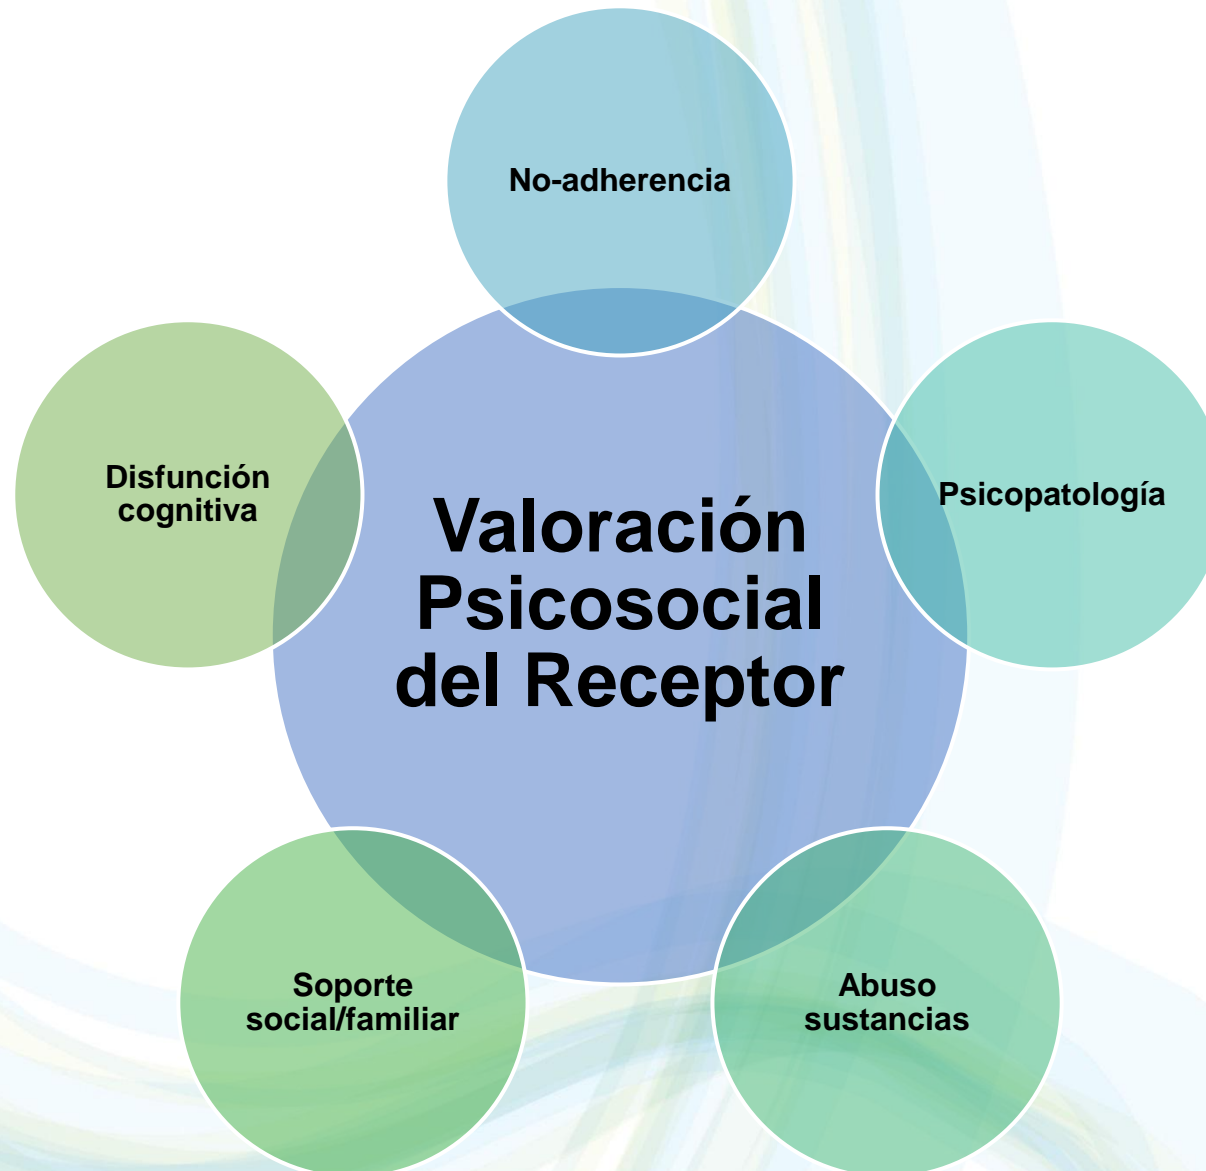 No-adherencia
Disfunción
cognitiva
Psicopatología
Valoración
Psicosocial
del Receptor
Soporte
social/familiar
Abuso
sustancias